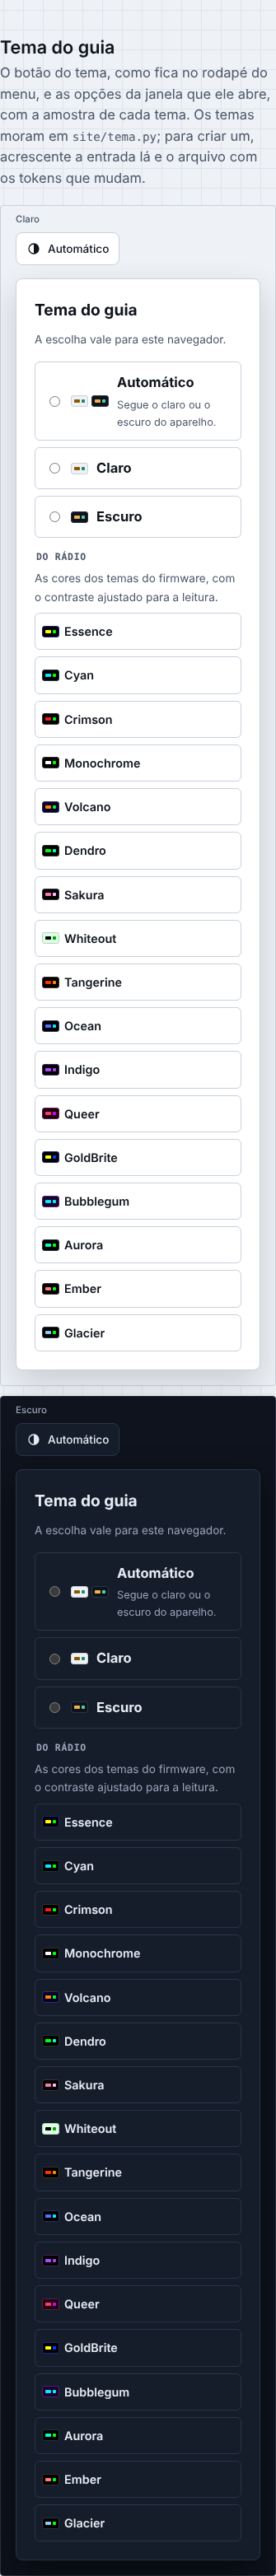 Tema do guia
O botão do tema, como fica no rodapé do
menu, e as opções da janela que ele abre,
com a amostra de cada tema. Os temas
moram em site/tema.py; para criar um,
acrescente a entrada lá e o arquivo com
os tokens que mudam.
Claro
Automático
Tema do guia
A escolha vale para este navegador.
Automático
Segue o claro ou o
escuro do aparelho.
Claro
Escuro
DO RÁDIO
As cores dos temas do firmware, com
o contraste ajustado para a leitura.
Essence
Cyan
Crimson
Monochrome
Volcano
Dendro
Sakura
Whiteout
Tangerine
Ocean
Indigo
Queer
GoldBrite
Bubblegum
Aurora
Ember
Glacier
Escuro
Automático
Tema do guia
A escolha vale para este navegador.
Automático
Segue o claro ou o
escuro do aparelho.
Claro
Escuro
DO RÁDIO
As cores dos temas do firmware, com
o contraste ajustado para a leitura.
Essence
Cyan
Crimson
Monochrome
Volcano
Dendro
Sakura
Whiteout
Tangerine
Ocean
Indigo
Queer
GoldBrite
Bubblegum
Aurora
Ember
Glacier